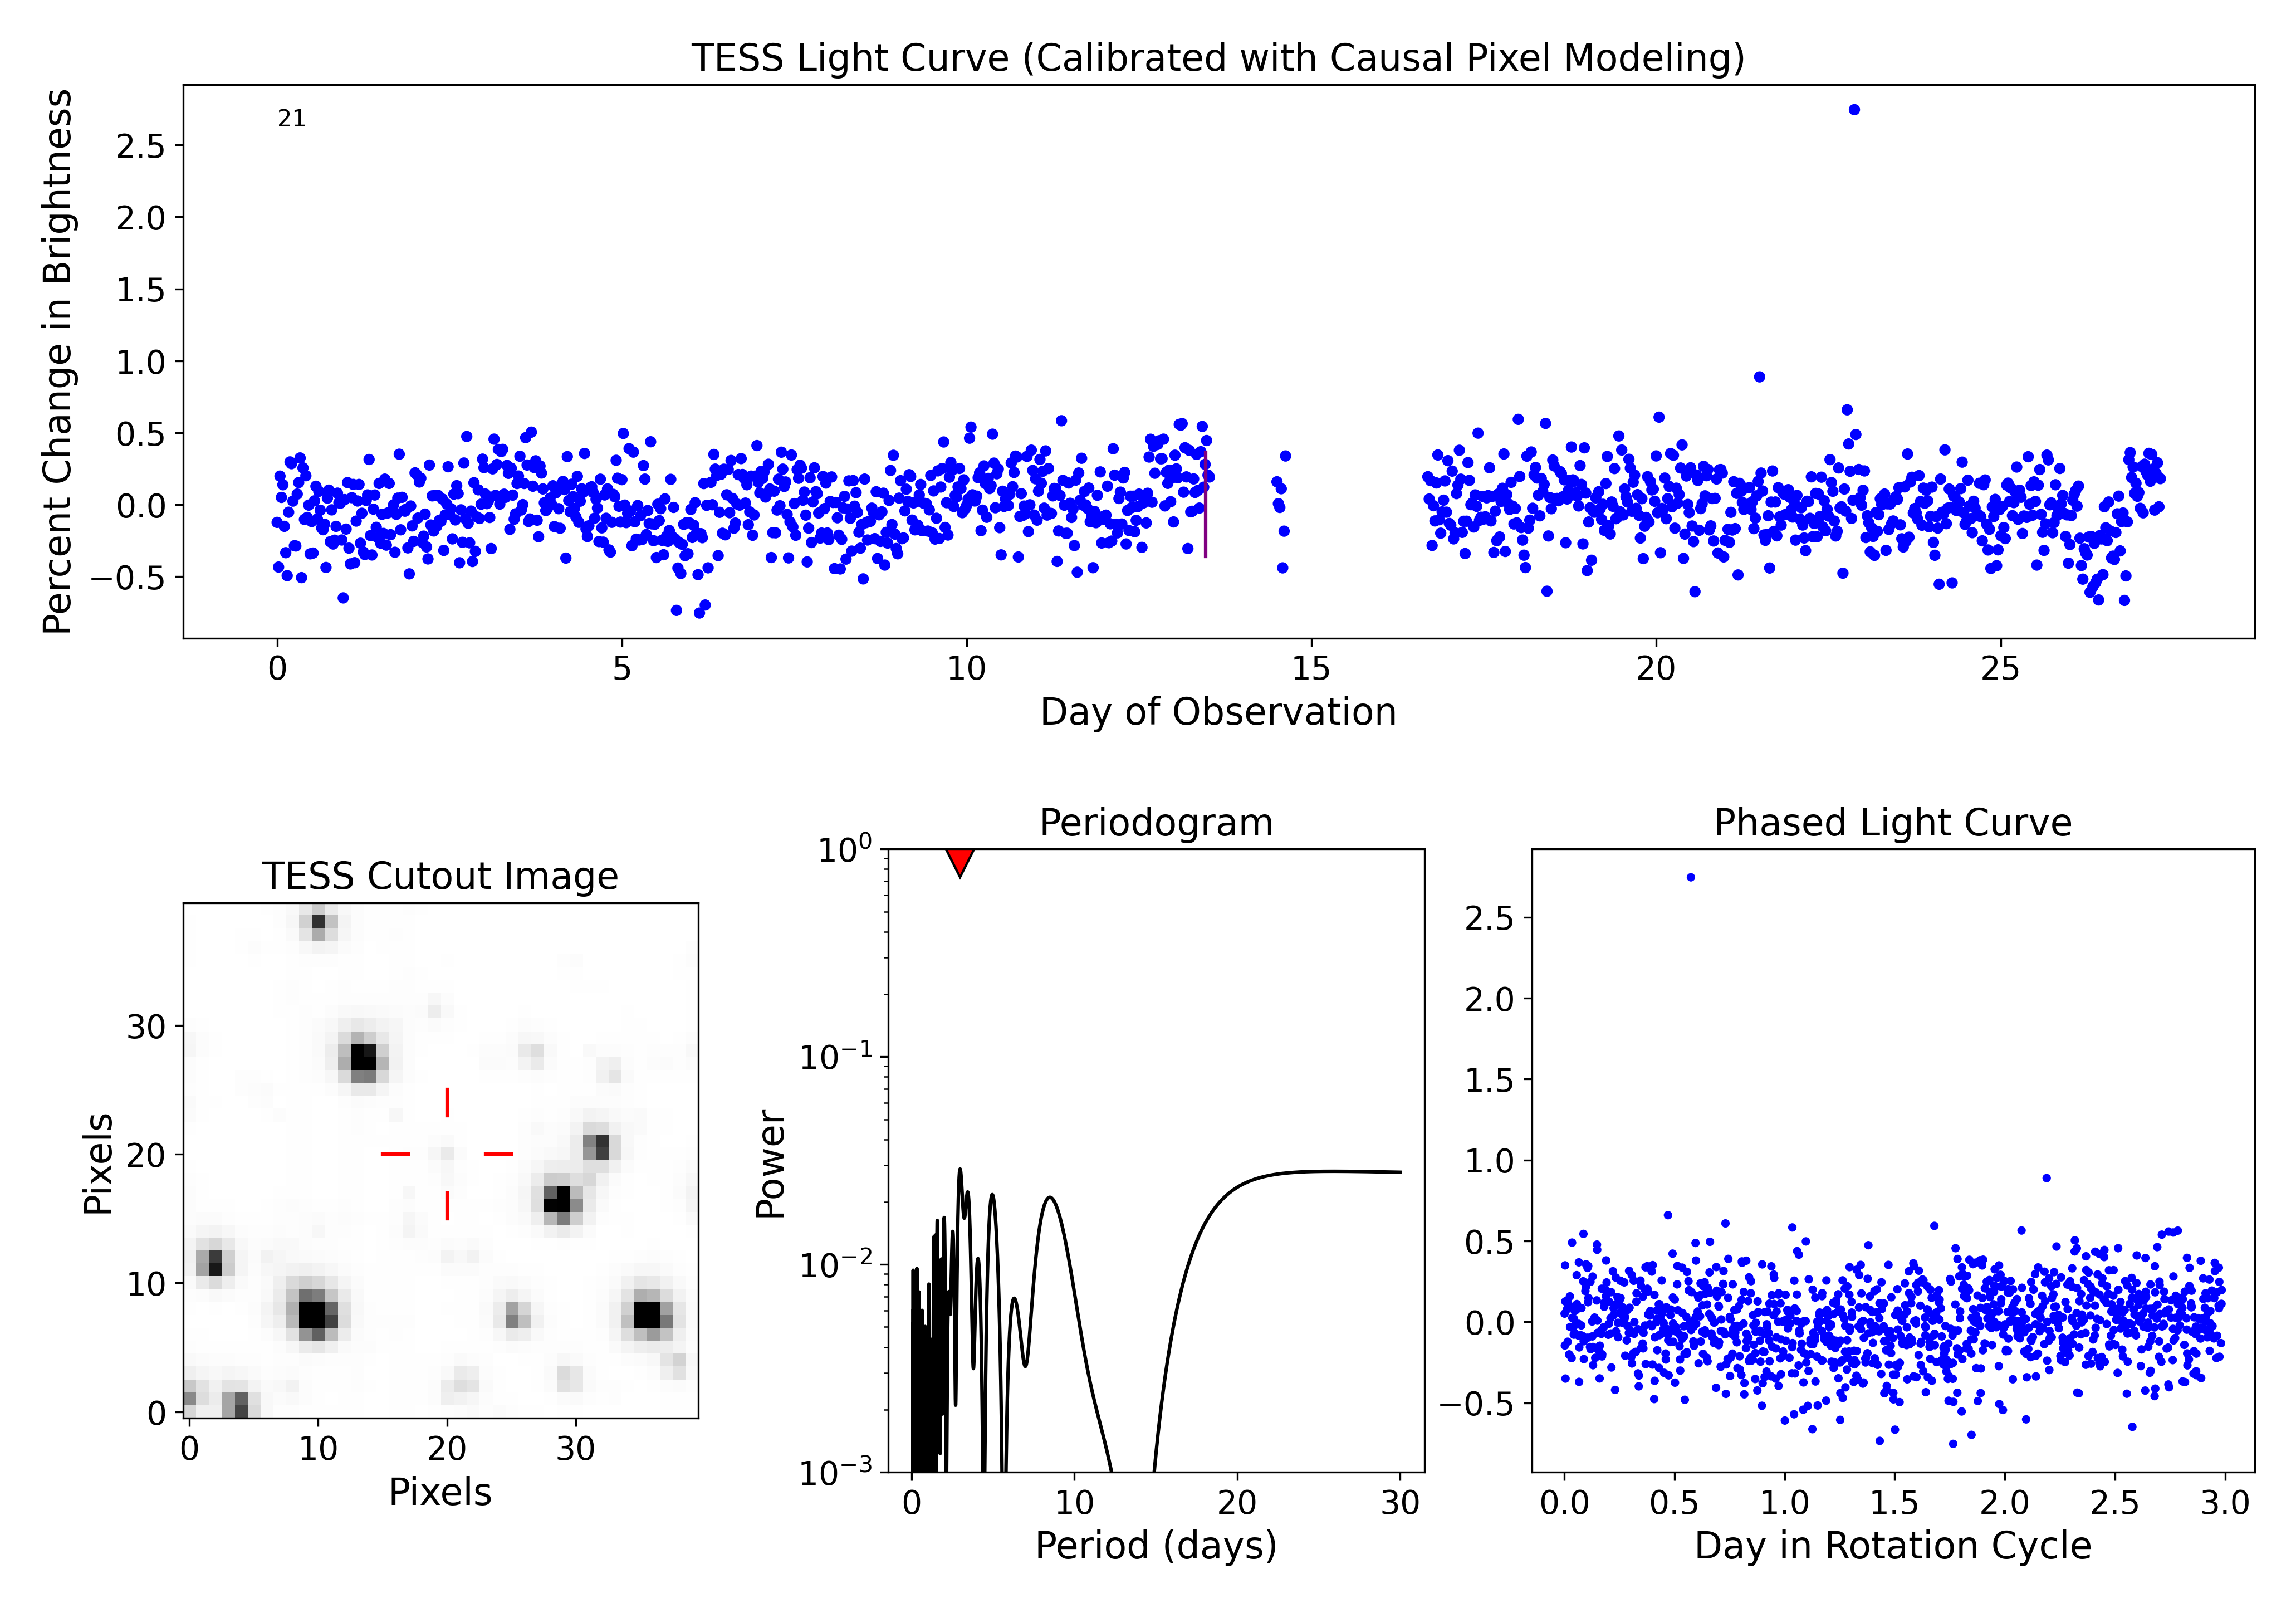 TESS Light Curve (Calibrated with Causal Pixel Modeling)
Percent Change in Brightness
21
2.5
2.0
1.5
1.0
0.5
0.0
−0.5
0 5 10 15 20 25
Day of Observation
TESS Cutout Image
Pixels
30
20
10
0
0 10 20 30
Pixels
Periodogram
Power
10⁰
10⁻¹
10⁻²
10⁻³
0 10 20 30
Period (days)
Phased Light Curve
2.5
2.0
1.5
1.0
0.5
0.0
−0.5
0.0 0.5 1.0 1.5 2.0 2.5 3.0
Day in Rotation Cycle